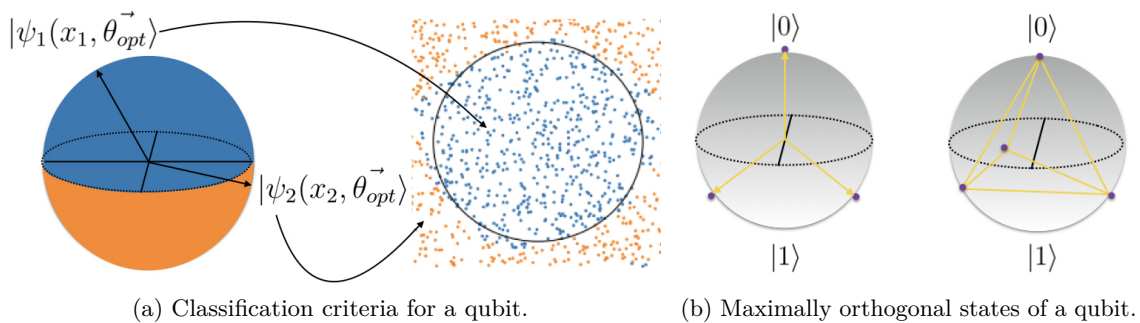 |ψ₁(x₁, θ⃗ₒₚₜ⟩
|ψ₂(x₂, θ⃗ₒₚₜ⟩
|0⟩
|1⟩
|0⟩
|1⟩
(a) Classification criteria for a qubit.
(b) Maximally orthogonal states of a qubit.